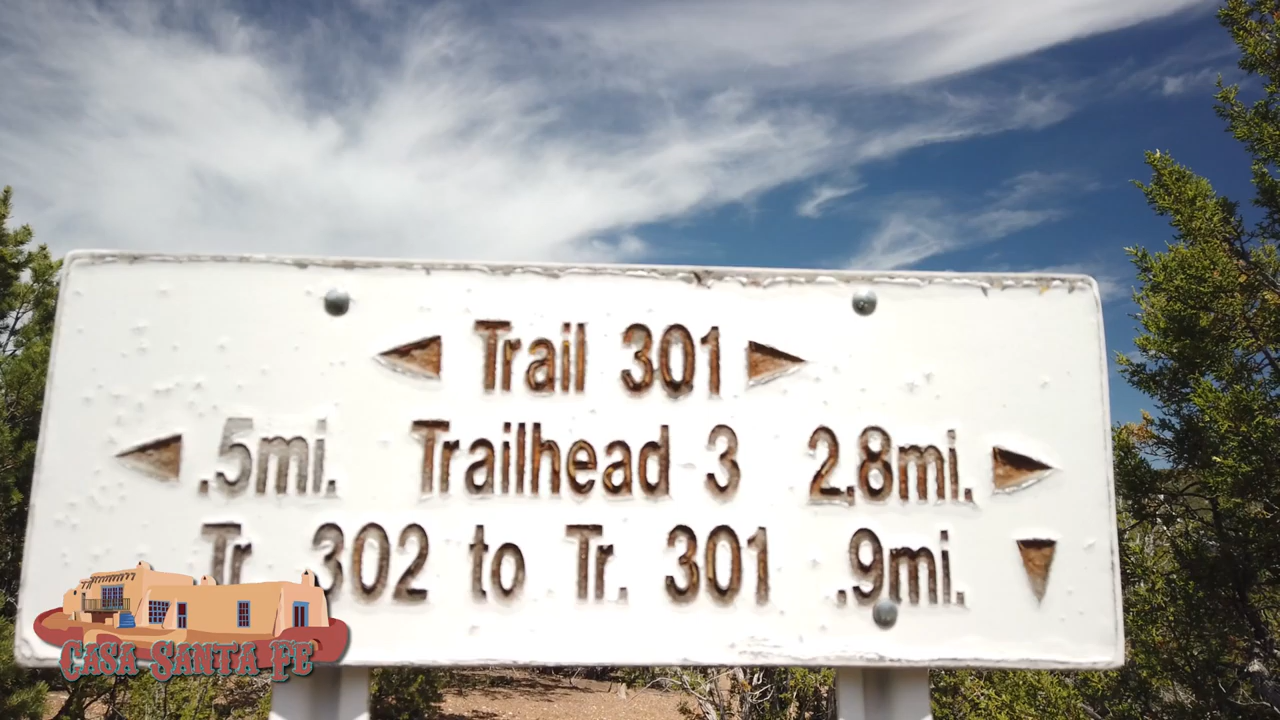 Trail 301
.5mi. Trailhead 3 2.8mi.
Tr. 302 to Tr. 301 .9mi.
Casa Santa Fe